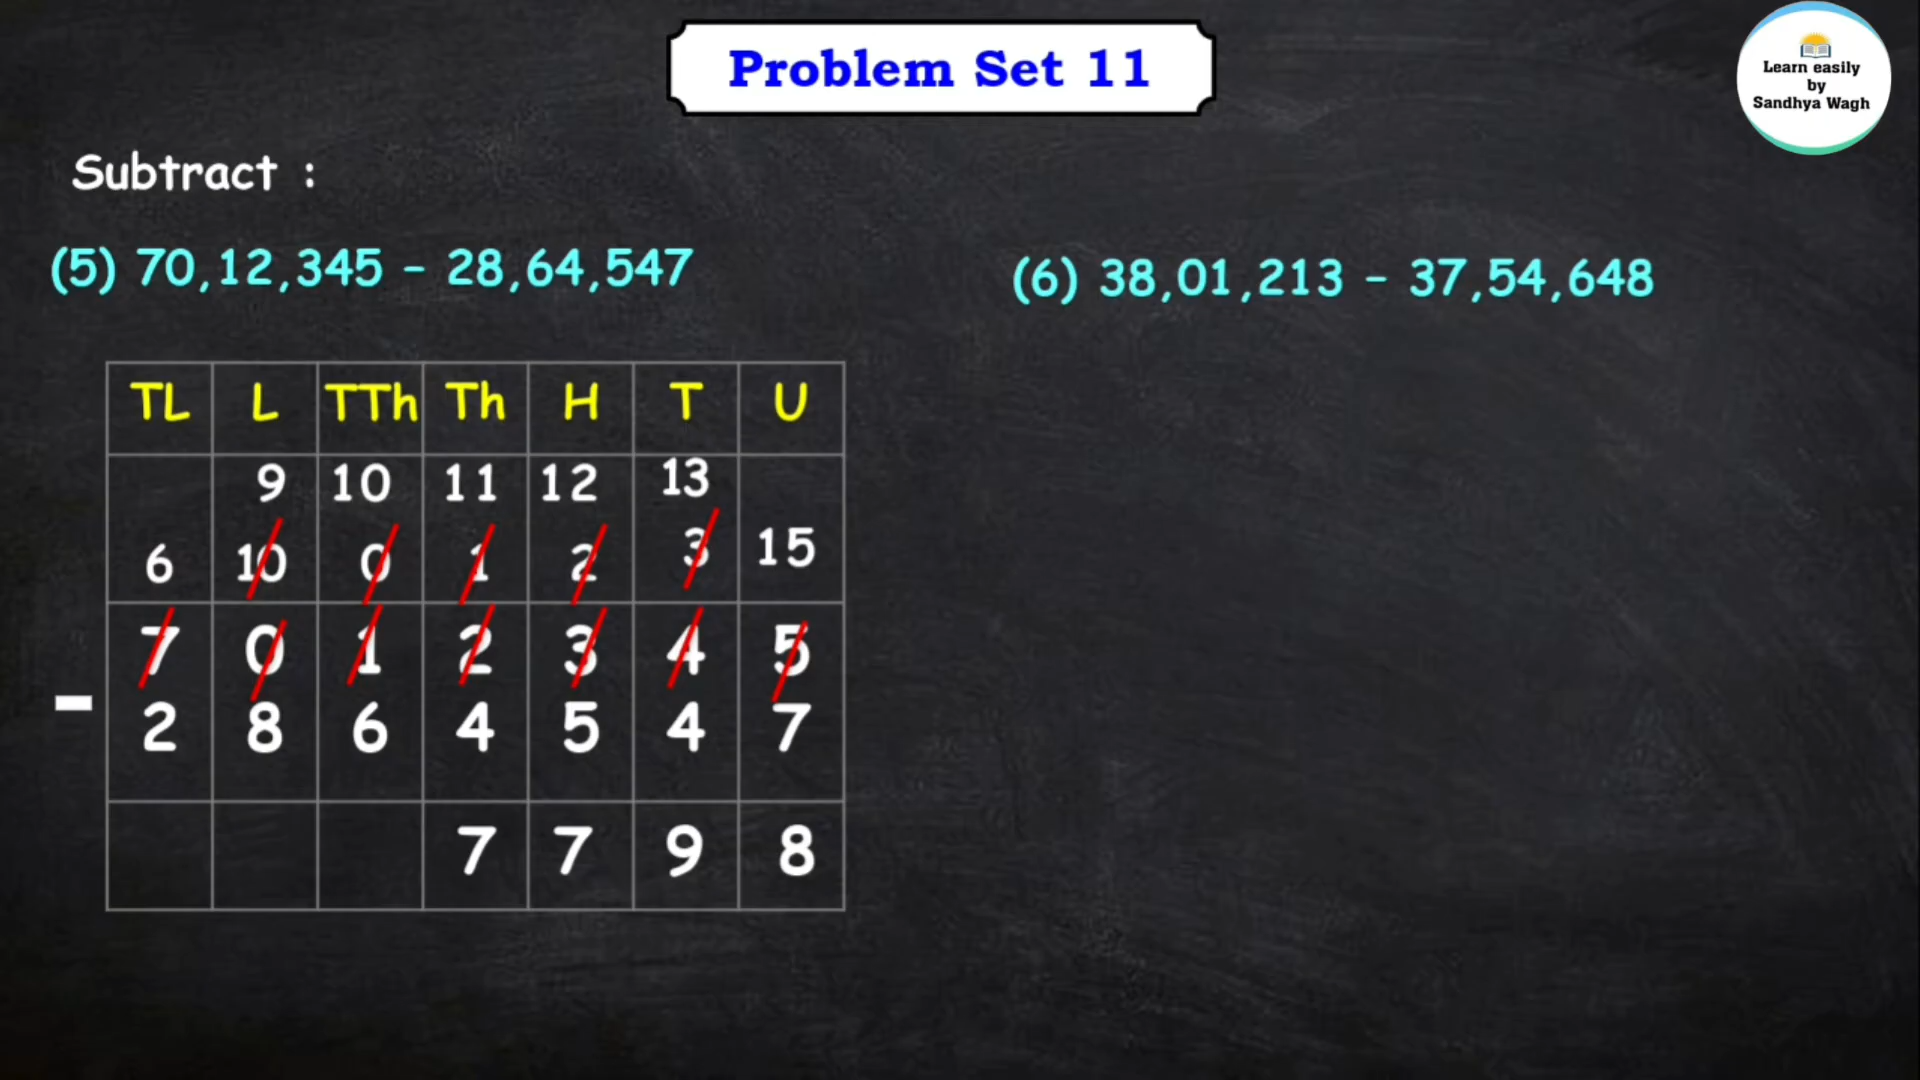 Problem Set 11
Learn easily
by
Sandhya Wagh
Subtract :
(5) 70,12,345 - 28,64,547
(6) 38,01,213 - 37,54,648
TL L TTh Th H T U
9 10 11 12 13
6 10 0 1 2 3 15
7 0 1 2 3 4 5
- 2 8 6 4 5 4 7
7 7 9 8